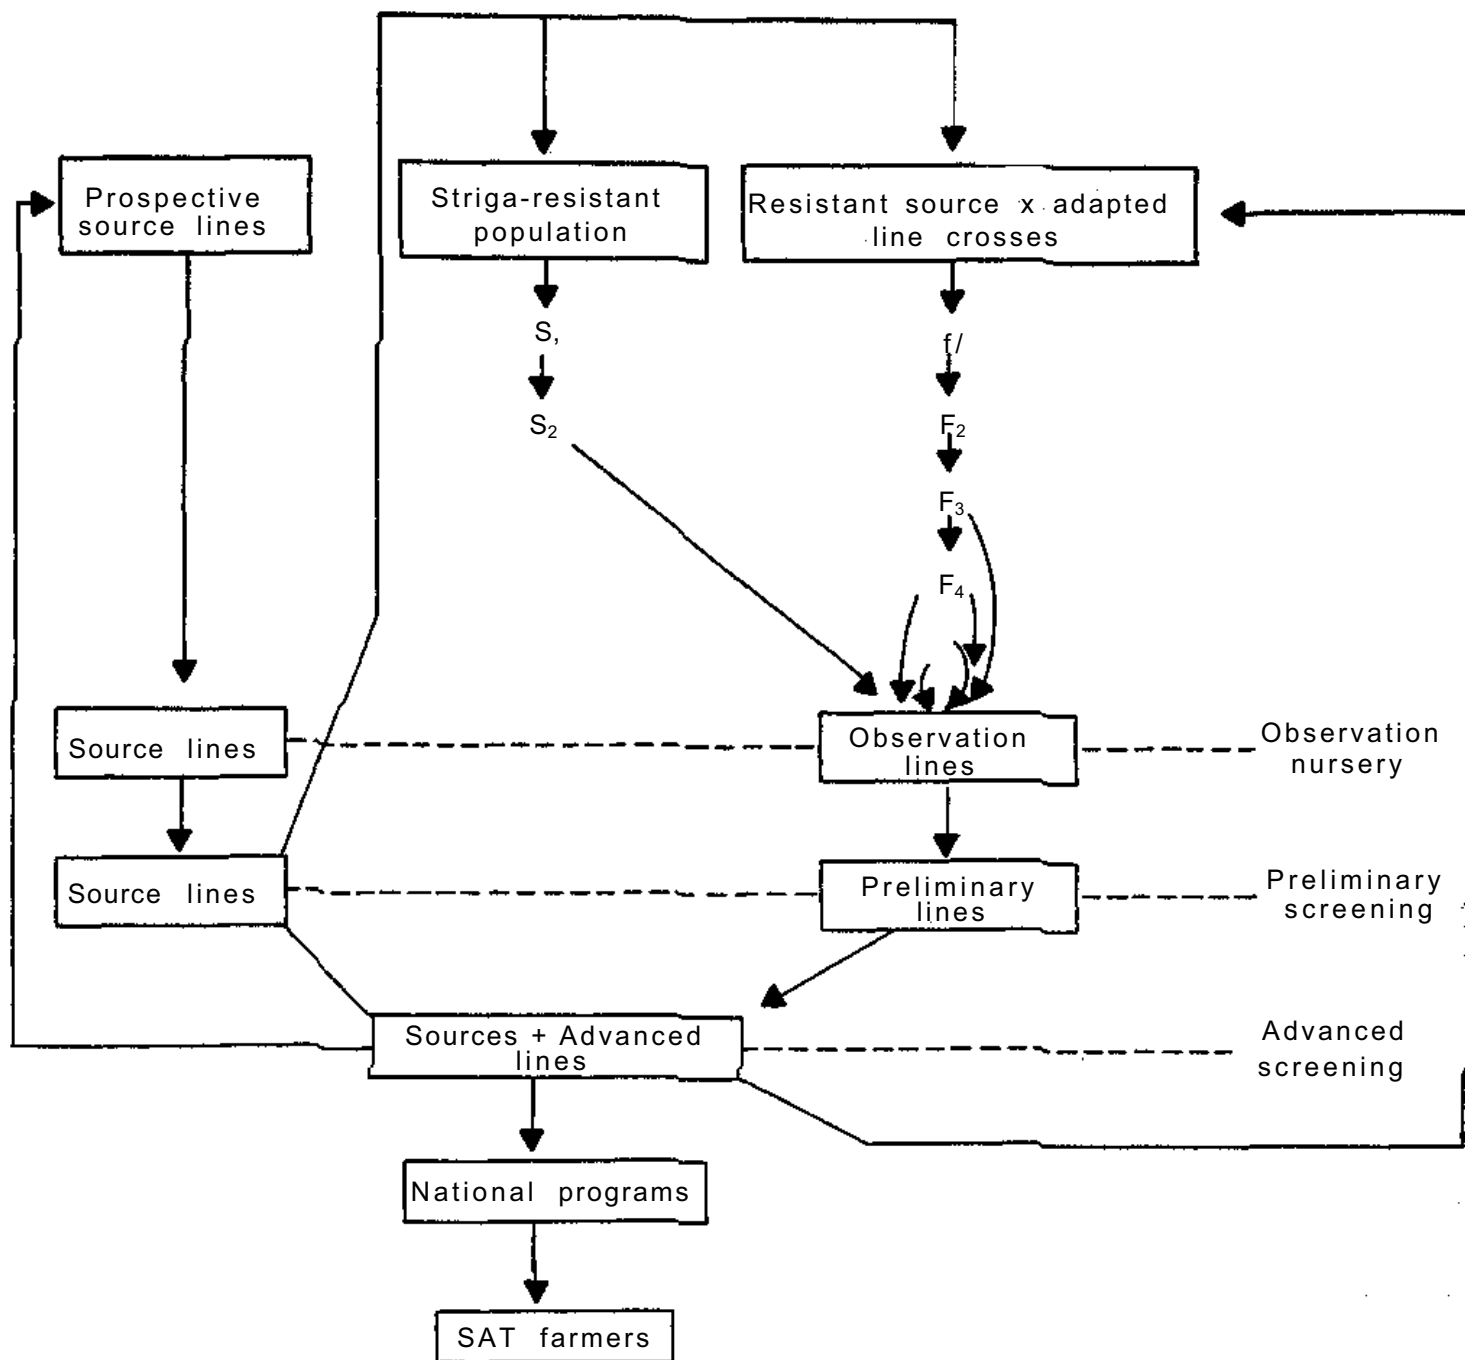 Prospective
source lines
Striga-resistant
population
Resistant source x adapted
line crosses
S,
f/
S₂
F₂
F₃
F₄
Source lines
Observation
lines
Observation
nursery
Source lines
Preliminary
lines
Preliminary
screening
Sources + Advanced
lines
Advanced
screening
National programs
SAT farmers